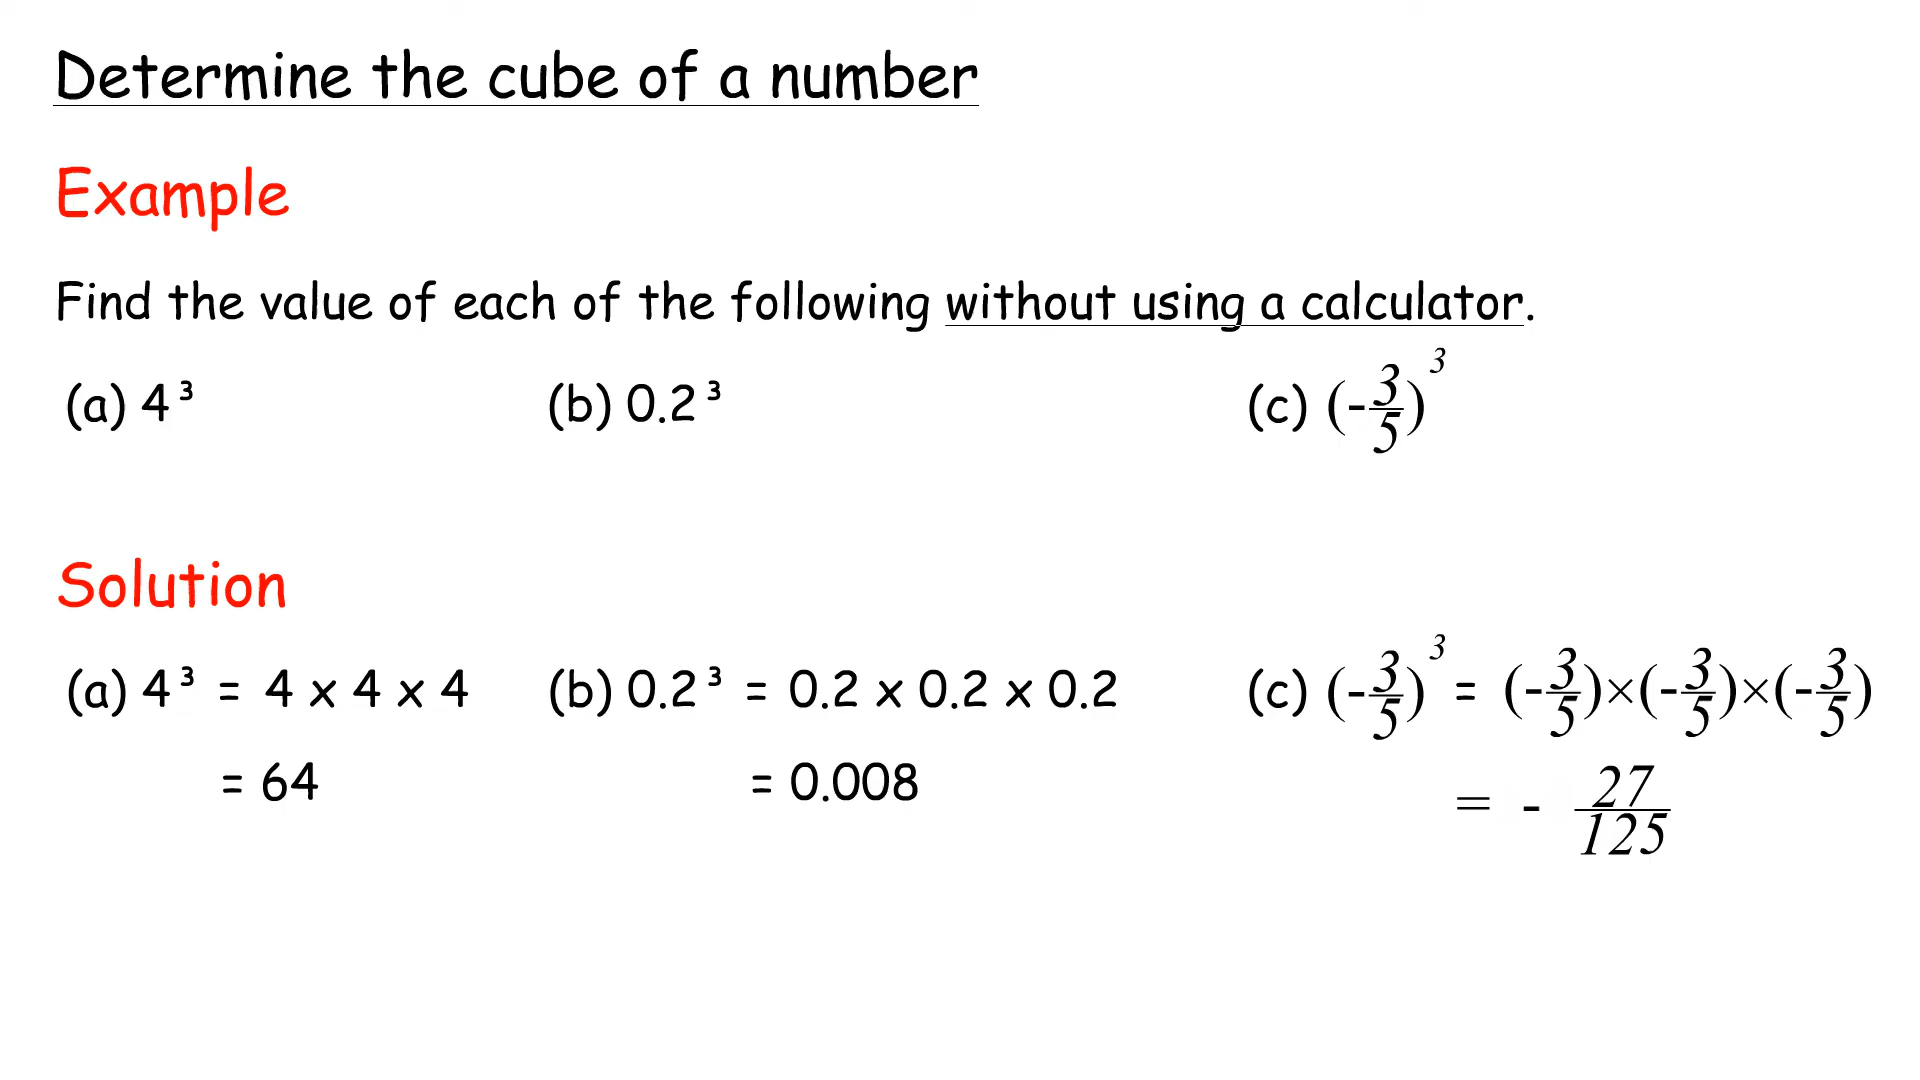 Determine the cube of a number
Example
Find the value of each of the following without using a calculator.
(a) 4³ (b) 0.2³ (c) (-3/5)³
Solution
(a) 4³ = 4 x 4 x 4 (b) 0.2³ = 0.2 x 0.2 x 0.2 (c) (-3/5)³ = (-3/5)×(-3/5)×(-3/5)
= 64 = 0.008 = - 27/125